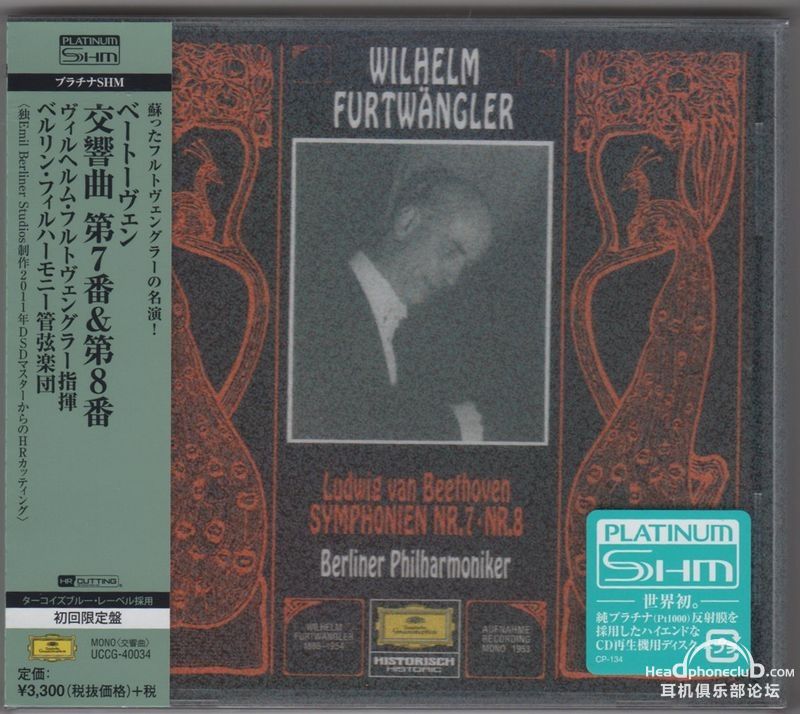 PLATINUM
SHM
プラチナSHM
蘇ったフルトヴェングラーの名演!
ベートーヴェン
交響曲 第7番&第8番
ヴィルヘルム・フルトヴェングラー指揮
ベルリン・フィルハーモニー管弦楽団
〈独Emil Berliner Studios制作2011年DSDマスターからのHRカッティング〉
HR CUTTING
ターコイズブルー・レーベル採用
初回限定盤
MONO〈交響曲〉
UCCG-40034
定価:
¥3,300(税抜価格)+税
WILHELM
FURTWÄNGLER
Ludwig van Beethoven
SYMPHONIEN NR.7·NR.8
Berliner Philharmoniker
WILHELM
FURTWÄNGLER
1886-1954
Deutsche
Grammophon
HISTORISCH
HISTORIC
AUFNAHME
RECORDING
MONO 1953
PLATINUM
SHM
世界初。
純プラチナ(Pt1000)反射膜を
採用したハイエンドな
CD再生機用ディスク
CP-134
Headphoneclub.com
耳机俱乐部论坛